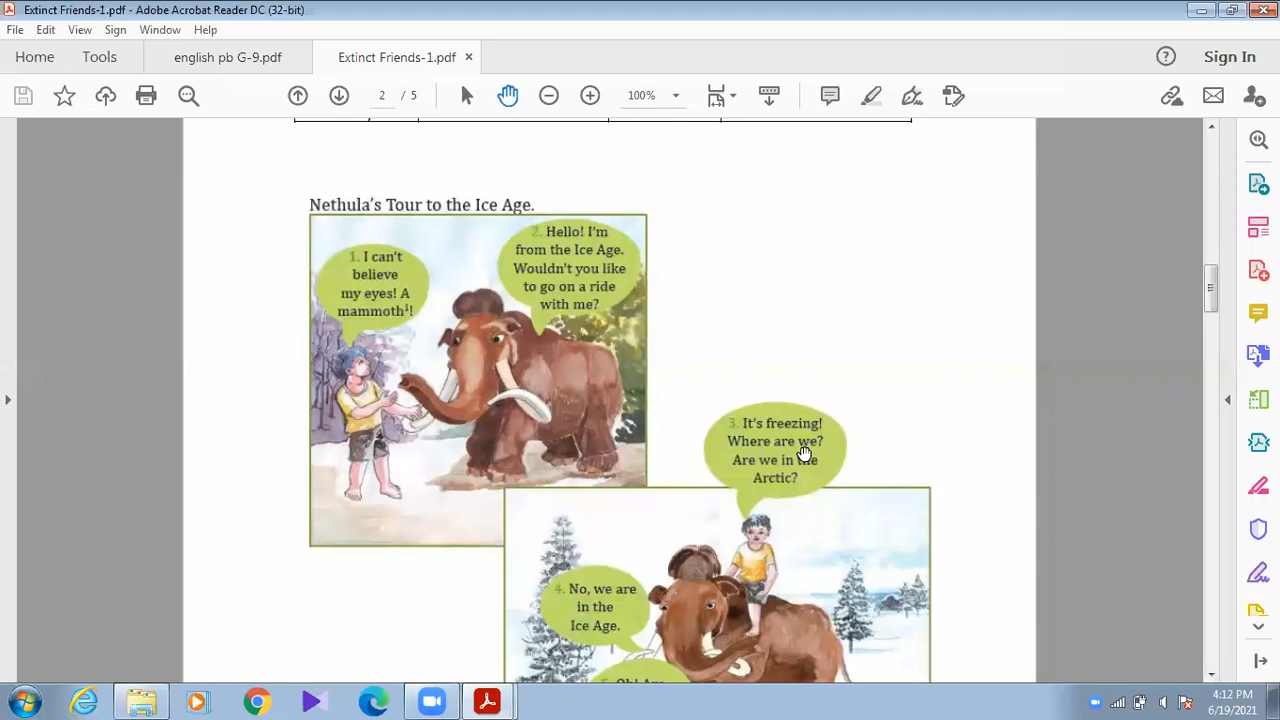 Extinct Friends-1.pdf - Adobe Acrobat Reader DC (32-bit)
File Edit View Sign Window Help
Home Tools english pb G-9.pdf Extinct Friends-1.pdf × Sign In
2 / 5 100%
Nethula's Tour to the Ice Age.
1. I can't
believe
my eyes! A
mammoth¹!
2. Hello! I'm
from the Ice Age.
Wouldn't you like
to go on a ride
with me?
3. It's freezing!
Where are we?
Are we in the
Arctic?
4. No, we are
in the
Ice Age.
5. Oh! Are
4:12 PM
6/19/2021